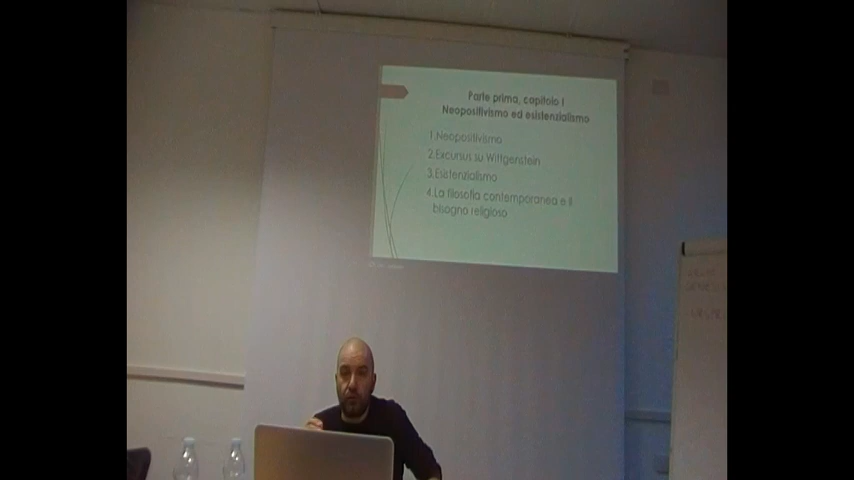 Parte prima, capitolo I
Neopositivismo ed esistenzialismo
1.Neopositivismo
2.Excursus su Wittgenstein
3.Esistenzialismo
4.La filosofia contemporanea e il
bisogno religioso